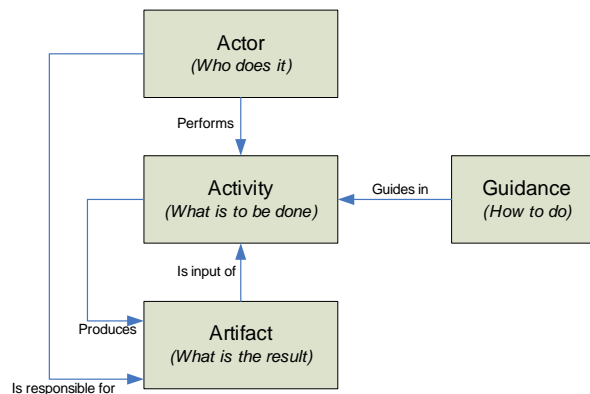 Actor
(Who does it)
Performs
Activity
(What is to be done)
Guides in
Guidance
(How to do)
Is input of
Produces
Artifact
(What is the result)
Is responsible for